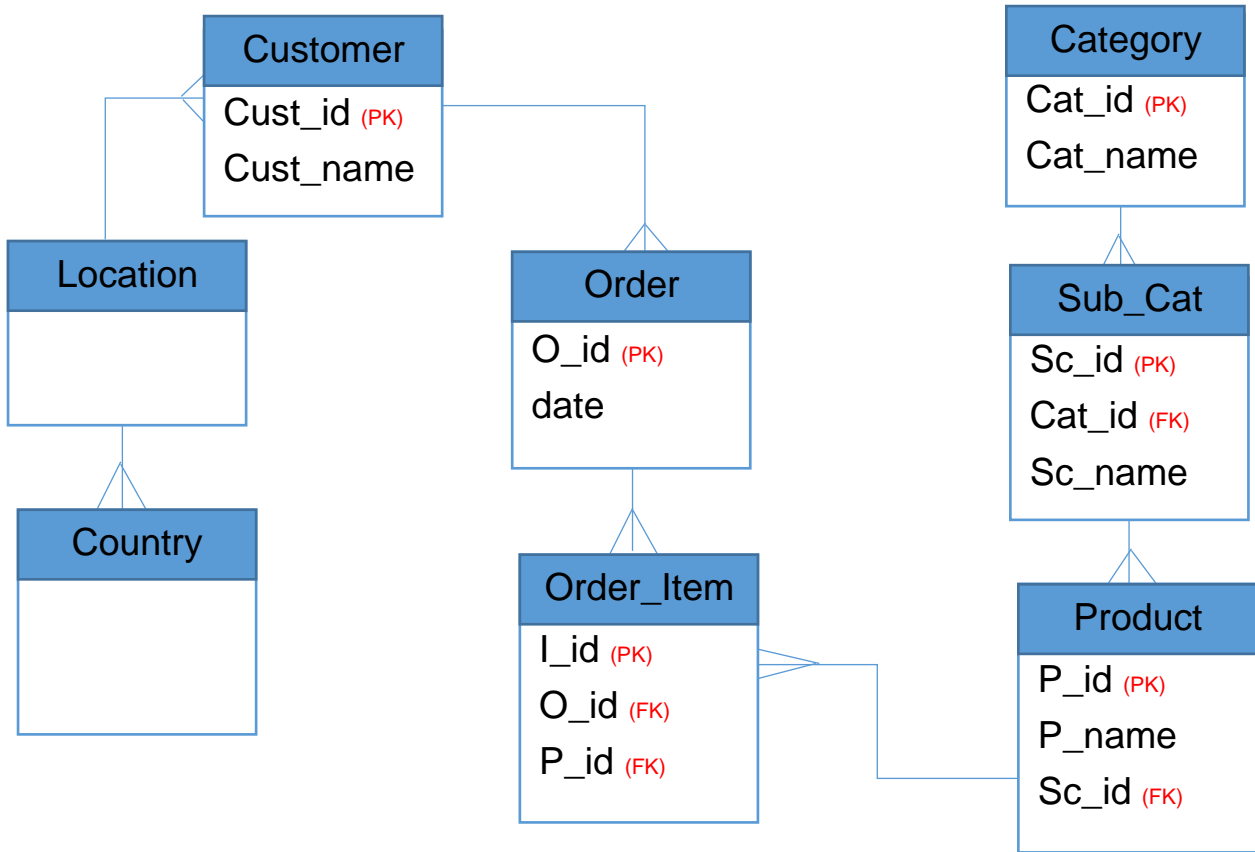 Customer
Cust_id (PK)
Cust_name
Category
Cat_id (PK)
Cat_name
Location
Order
O_id (PK)
date
Sub_Cat
Sc_id (PK)
Cat_id (FK)
Sc_name
Country
Order_Item
I_id (PK)
O_id (FK)
P_id (FK)
Product
P_id (PK)
P_name
Sc_id (FK)